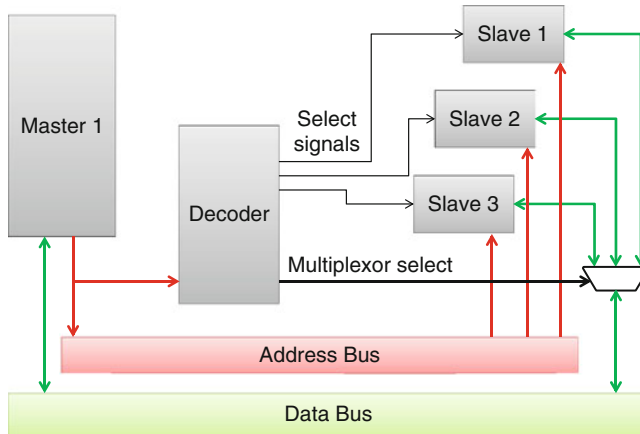 Slave 1
Master 1
Select
signals
Slave 2
Decoder
Slave 3
Multiplexor select
Address Bus
Data Bus